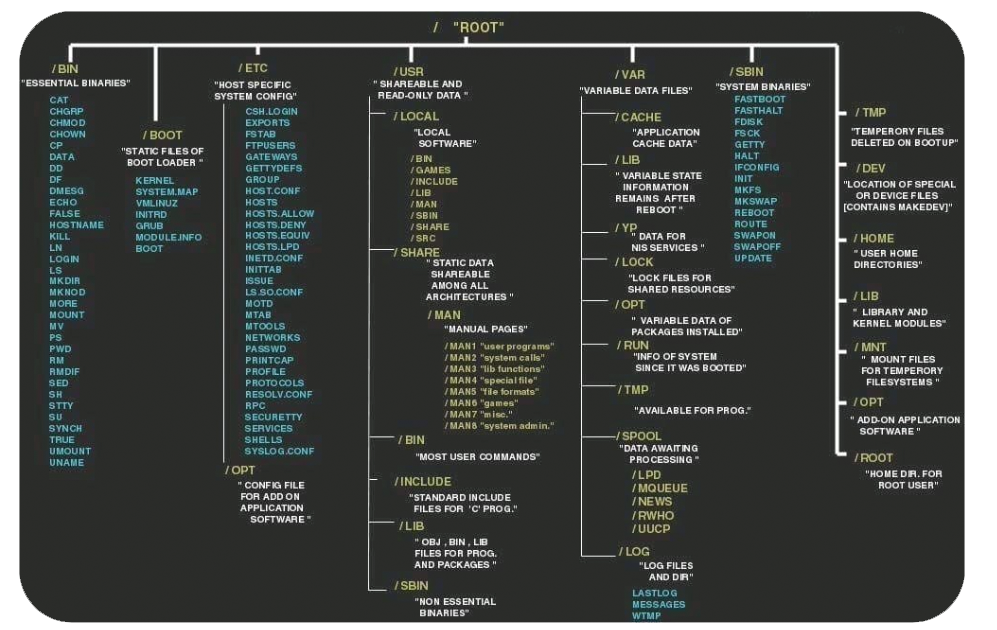 / "ROOT"
/BIN
"ESSENTIAL BINARIES"
CAT
CHGRP
CHMOD
CHOWN
CP
DATA
DD
DF
DMESG
ECHO
FALSE
HOSTNAME
KILL
LN
LOGIN
LS
MKDIR
MKNOD
MORE
MOUNT
MV
PS
PWD
RM
RMDIF
SED
SH
STTY
SU
SYNCH
TRUE
UMOUNT
UNAME
/BOOT
"STATIC FILES OF
BOOT LOADER "
KERNEL
SYSTEM.MAP
VMLINUZ
INITRD
GRUB
MODULE.INFO
BOOT
/ETC
"HOST SPECIFIC
SYSTEM CONFIG"
CSH.LOGIN
EXPORTS
FSTAB
FTPUSERS
GATEWAYS
GETTYDEFS
GROUP
HOST.CONF
HOSTS
HOSTS.ALLOW
HOSTS.DENY
HOSTS.EQUIV
HOSTS.LPD
INETD.CONF
INITTAB
ISSUE
LS.SO.CONF
MOTD
MTAB
MTOOLS
NETWORKS
PASSWD
PRINTCAP
PROFILE
PROTOCOLS
RESOLV.CONF
RPC
SECURETTY
SERVICES
SHELLS
SYSLOG.CONF
/OPT
" CONFIG FILE
FOR ADD ON
APPLICATION
SOFTWARE "
/USR
" SHAREABLE AND
READ-ONLY DATA "
/LOCAL
"LOCAL
SOFTWARE"
/BIN
/GAMES
/INCLUDE
/LIB
/MAN
/SBIN
/SHARE
/SRC
/SHARE
"STATIC DATA
SHAREABLE
AMONG ALL
ARCHITECTURES "
/MAN
"MANUAL PAGES"
/MAN1 "user programs"
/MAN2 "system calls"
/MAN3 "lib functions"
/MAN4 "special file"
/MAN5 "file formats"
/MAN6 "games"
/MAN7 "misc."
/MAN8 "system admin."
/BIN
"MOST USER COMMANDS"
/INCLUDE
"STANDARD INCLUDE
FILES FOR 'C' PROG."
/LIB
" OBJ , BIN , LIB
FILES FOR PROG.
AND PACKAGES "
/SBIN
"NON ESSENTIAL
BINARIES"
/VAR
"VARIABLE DATA FILES"
/CACHE
"APPLICATION
CACHE DATA"
/LIB
" VARIABLE STATE
INFORMATION
REMAINS AFTER
REBOOT "
/YP
" DATA FOR
NIS SERVICES "
/LOCK
"LOCK FILES FOR
SHARED RESOURCES"
/OPT
" VARIABLE DATA OF
PACKAGES INSTALLED"
/RUN
"INFO OF SYSTEM
SINCE IT WAS BOOTED"
/TMP
"AVAILABLE FOR PROG."
/SPOOL
"DATA AWAITING
PROCESSING "
/LPD
/MQUEUE
/NEWS
/RWHO
/UUCP
/LOG
"LOG FILES
AND DIR"
LASTLOG
MESSAGES
WTMP
/SBIN
"SYSTEM BINARIES"
FASTBOOT
FASTHALT
FDISK
FSCK
GETTY
HALT
IFCONFIG
INIT
MKFS
MKSWAP
REBOOT
ROUTE
SWAPON
SWAPOFF
UPDATE
/ TMP
"TEMPERORY FILES
DELETED ON BOOTUP"
/DEV
"LOCATION OF SPECIAL
OR DEVICE FILES
[CONTAINS MAKEDEV]"
/HOME
" USER HOME
DIRECTORIES"
/LIB
" LIBRARY AND
KERNEL MODULES"
/MNT
" MOUNT FILES
FOR TEMPERORY
FILESYSTEMS "
/OPT
" ADD-ON APPLICATION
SOFTWARE "
/ROOT
"HOME DIR. FOR
ROOT USER"